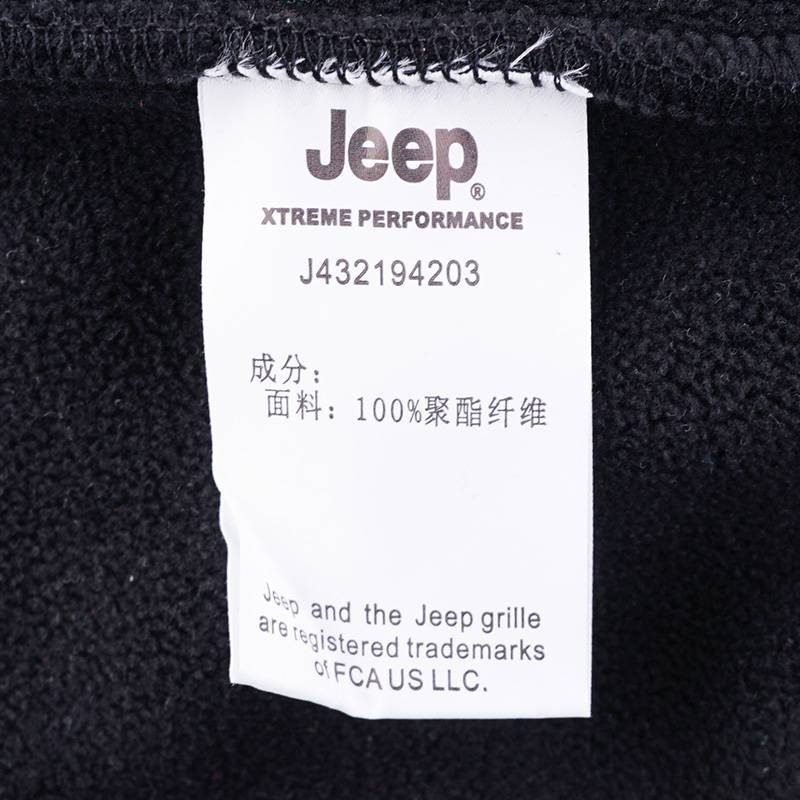 Jeep®
XTREME PERFORMANCE
J432194203
成分：
面料：100%聚酯纤维
Jeep and the Jeep grille
are registered trademarks
of FCA US LLC.